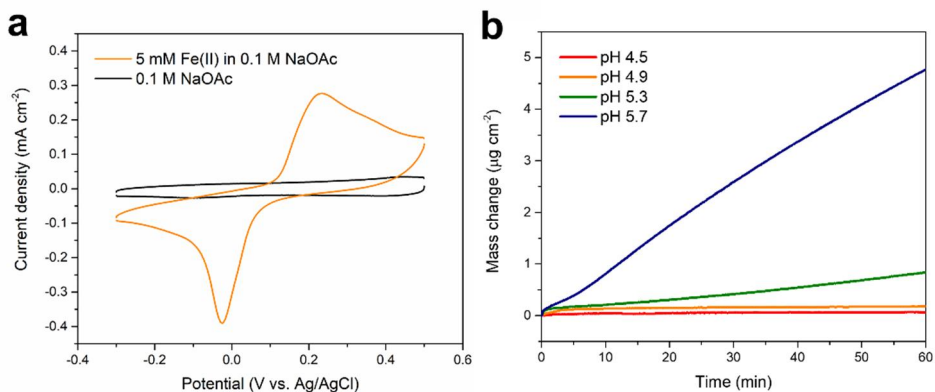 a
0.4
0.3
0.2
0.1
0.0
-0.1
-0.2
-0.3
-0.4
Current density (mA cm-2)
5 mM Fe(II) in 0.1 M NaOAc
0.1 M NaOAc
-0.4 -0.2 0.0 0.2 0.4 0.6
Potential (V vs. Ag/AgCl)
b
5
4
3
2
1
0
Mass change (μg cm-2)
pH 4.5
pH 4.9
pH 5.3
pH 5.7
0 10 20 30 40 50 60
Time (min)